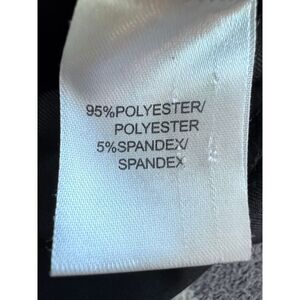 95%POLYESTER/
POLYESTER
5%SPANDEX/
SPANDEX